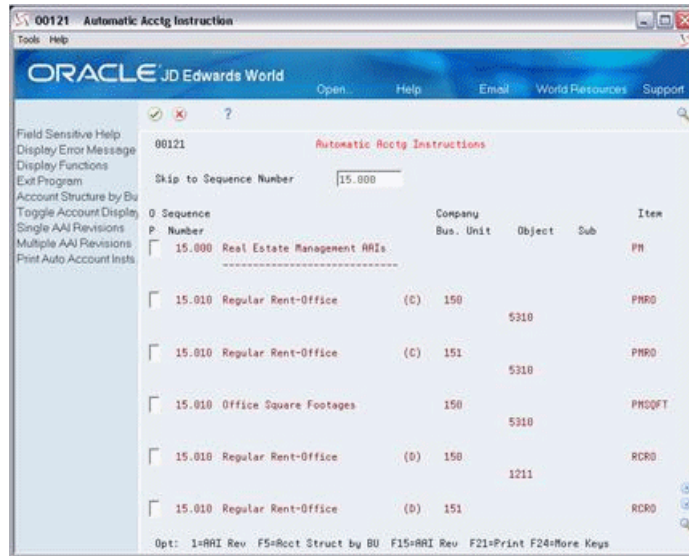 00121 Automatic Acctg Instruction
Tools Help
ORACLE JD Edwards World
Open... Help Email World Resources Support
?
Field Sensitive Help
Display Error Message
Display Functions
Exit Program
Account Structure by Bu
Toggle Account Display
Single AAI Revisions
Multiple AAI Revisions
Print Auto Account Insts
00121 Automatic Acctg Instructions
Skip to Sequence Number 15.000
O Sequence Company Item
P Number Bus. Unit Object Sub
15.000 Real Estate Management AAIs PM
------------------------------
15.010 Regular Rent-Office (C) 150 PMRO
5310
15.010 Regular Rent-Office (C) 151 PMRO
5310
15.010 Office Square Footages 150 PMSQFT
5310
15.010 Regular Rent-Office (D) 150 RCRO
1211
15.010 Regular Rent-Office (D) 151 RCRO
Opt: 1=AAI Rev F5=Acct Struct by BU F15=AAI Rev F21=Print F24=More Keys